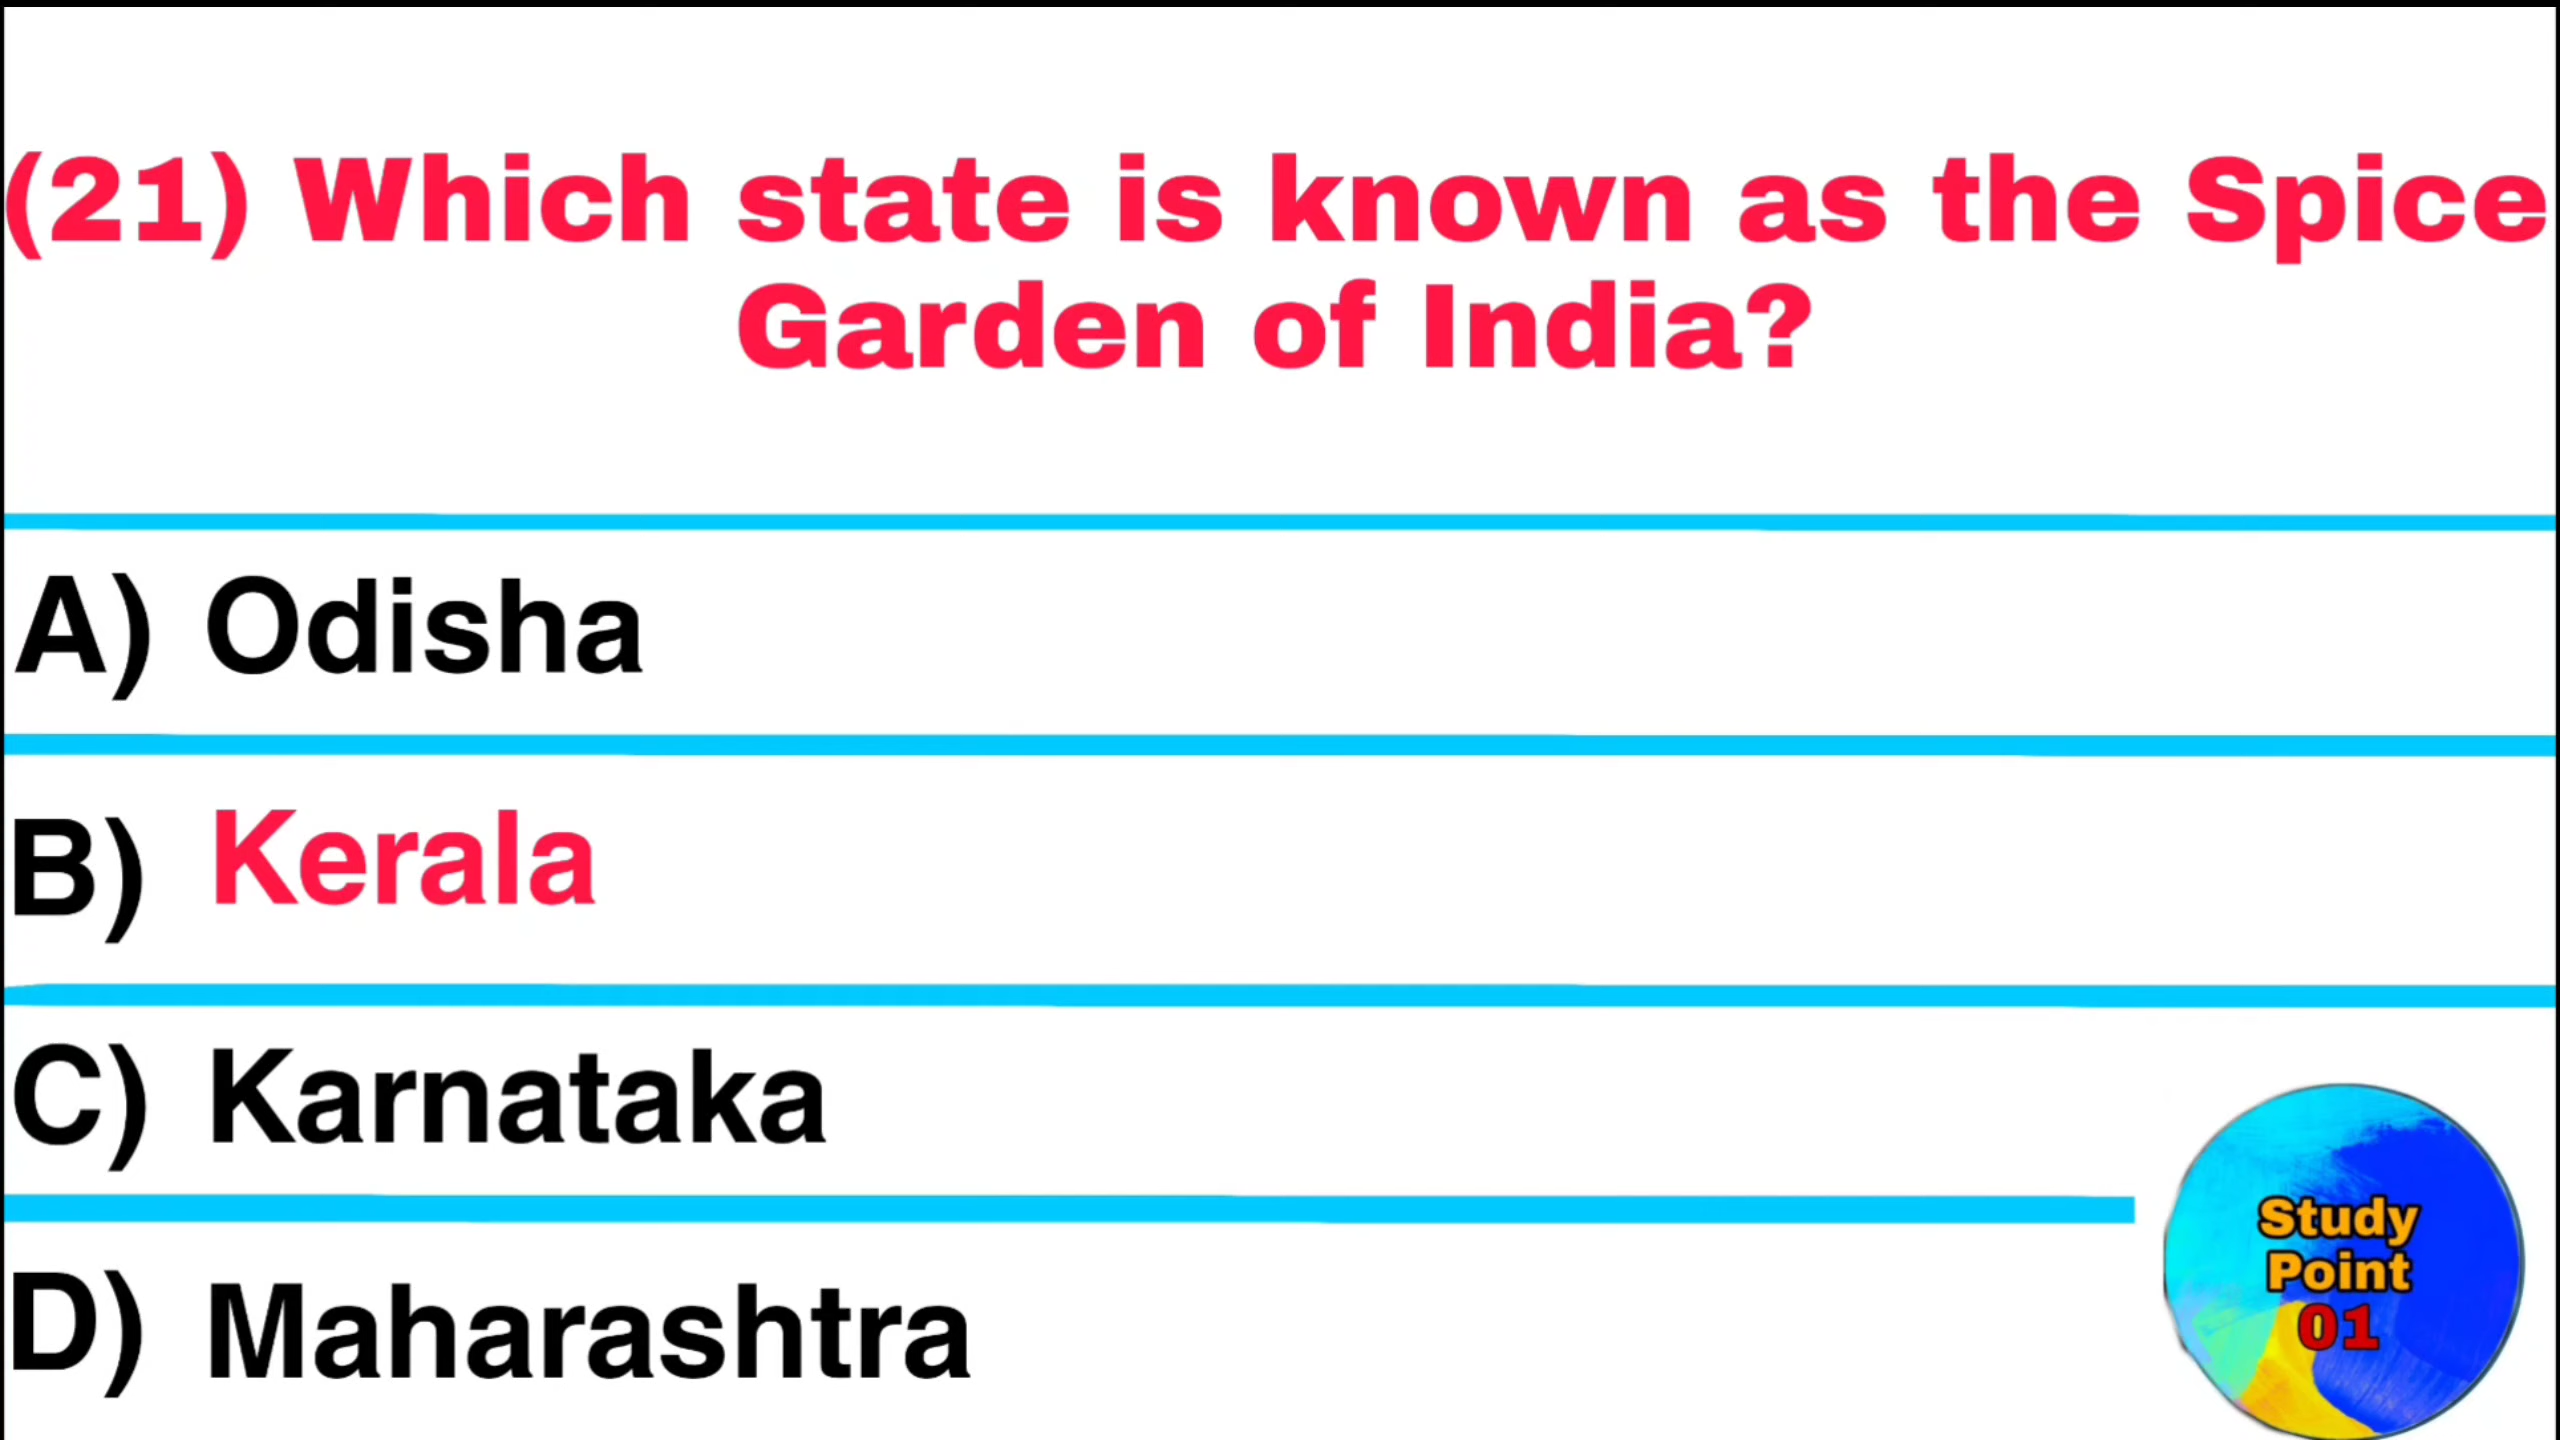 (21) Which state is known as the Spice
Garden of India?
A) Odisha
B) Kerala
C) Karnataka
D) Maharashtra
Study
Point
01